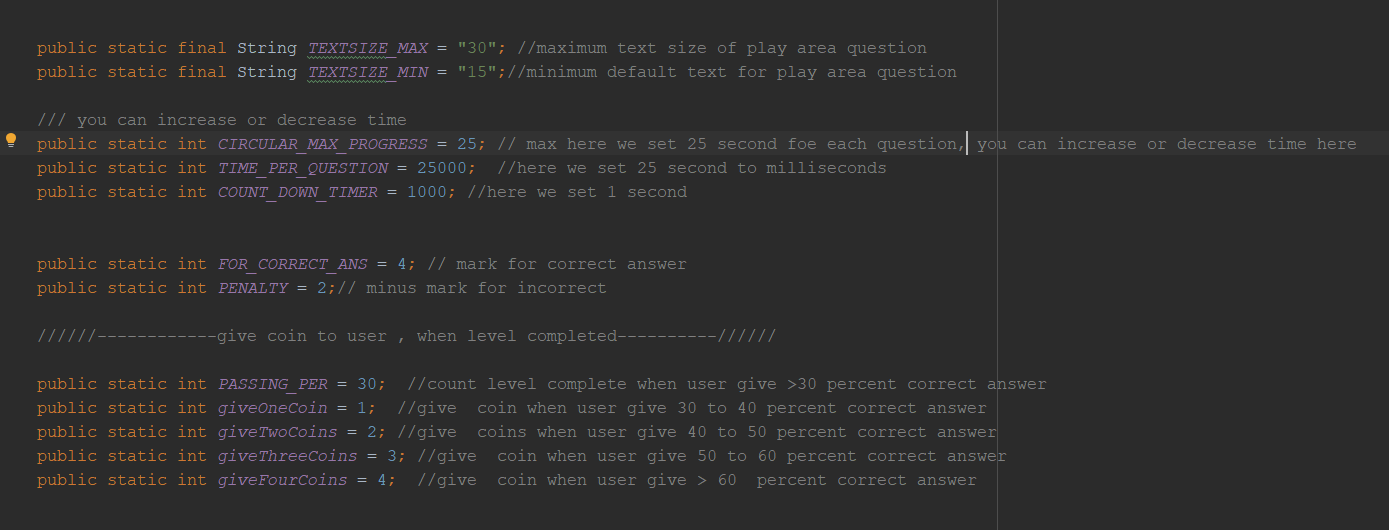 public static final String TEXTSIZE_MAX = "30"; //maximum text size of play area question
public static final String TEXTSIZE_MIN = "15";//minimum default text for play area question
/// you can increase or decrease time
public static int CIRCULAR_MAX_PROGRESS = 25; // max here we set 25 second foe each question, you can increase or decrease time here
public static int TIME_PER_QUESTION = 25000;  //here we set 25 second to milliseconds
public static int COUNT_DOWN_TIMER = 1000; //here we set 1 second
public static int FOR_CORRECT_ANS = 4; // mark for correct answer
public static int PENALTY = 2;// minus mark for incorrect
//////------------give coin to user , when level completed----------//////
public static int PASSING_PER = 30;  //count level complete when user give >30 percent correct answer
public static int giveOneCoin = 1;  //give  coin when user give 30 to 40 percent correct answer
public static int giveTwoCoins = 2; //give  coins when user give 40 to 50 percent correct answer
public static int giveThreeCoins = 3; //give  coin when user give 50 to 60 percent correct answer
public static int giveFourCoins = 4;  //give  coin when user give > 60  percent correct answer